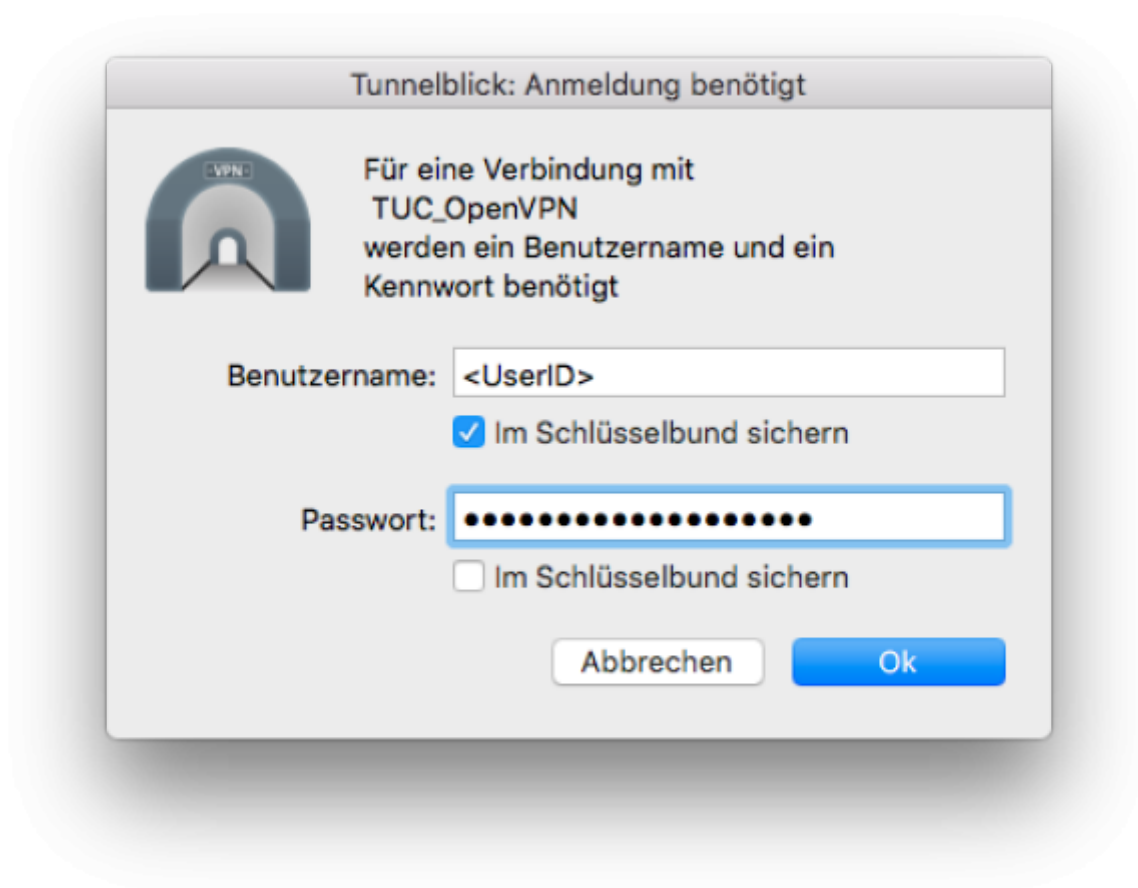 Tunnelblick: Anmeldung benötigt
-VPN-
Für eine Verbindung mit
TUC_OpenVPN
werden ein Benutzername und ein
Kennwort benötigt
Benutzername: <UserID>
Im Schlüsselbund sichern
Passwort: •••••••••••••••••••
Im Schlüsselbund sichern
Abbrechen Ok